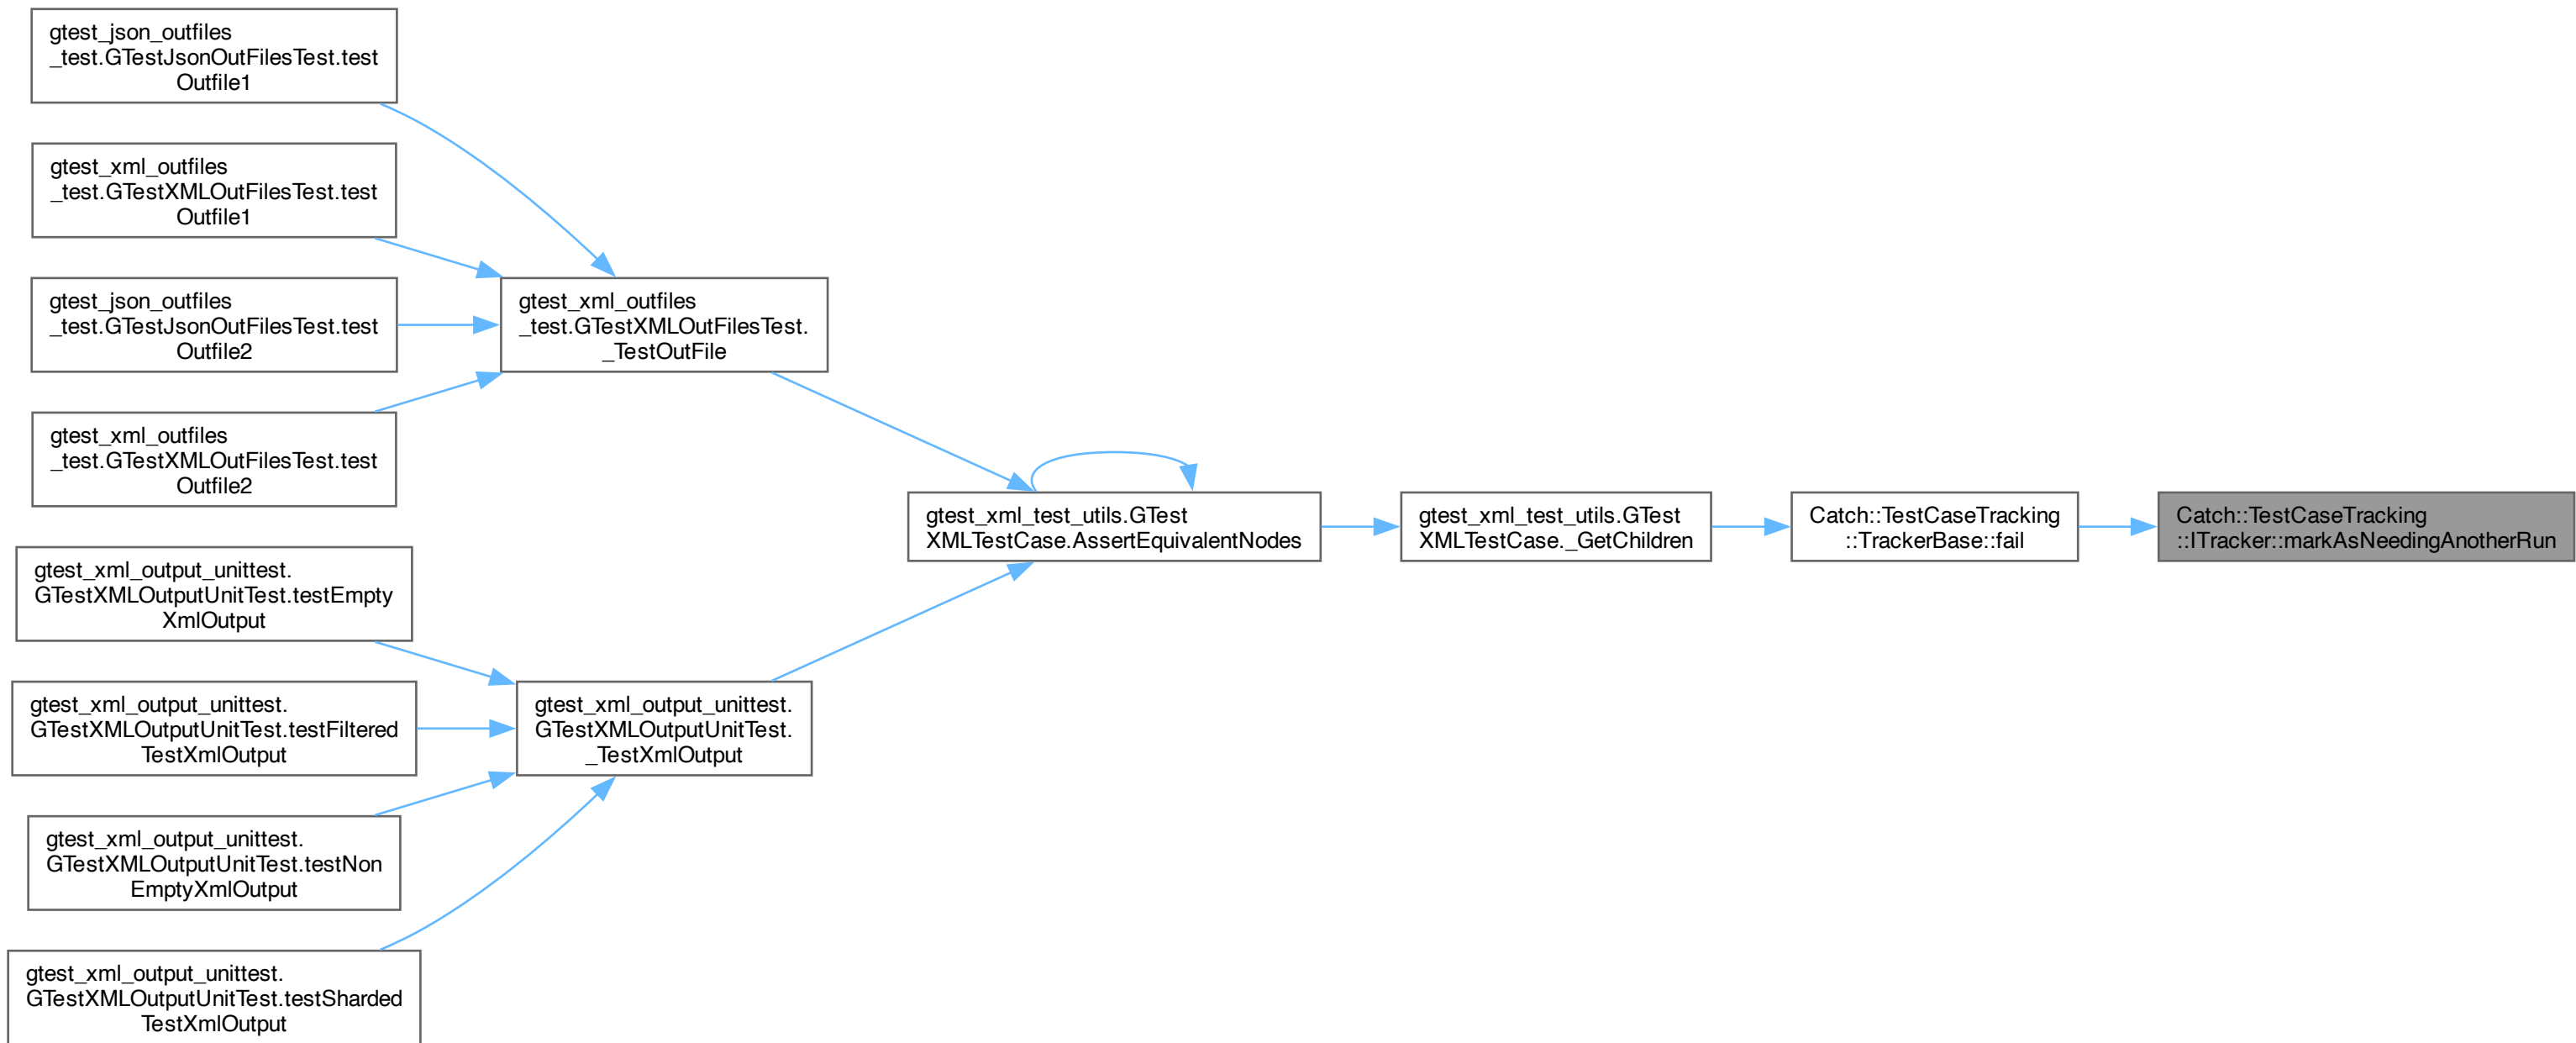 gtest_json_outfiles
_test.GTestJsonOutFilesTest.test
Outfile1
gtest_xml_outfiles
_test.GTestXMLOutFilesTest.test
Outfile1
gtest_json_outfiles
_test.GTestJsonOutFilesTest.test
Outfile2
gtest_xml_outfiles
_test.GTestXMLOutFilesTest.test
Outfile2
gtest_xml_output_unittest.
GTestXMLOutputUnitTest.testEmpty
XmlOutput
gtest_xml_output_unittest.
GTestXMLOutputUnitTest.testFiltered
TestXmlOutput
gtest_xml_output_unittest.
GTestXMLOutputUnitTest.testNon
EmptyXmlOutput
gtest_xml_output_unittest.
GTestXMLOutputUnitTest.testSharded
TestXmlOutput
gtest_xml_outfiles
_test.GTestXMLOutFilesTest.
_TestOutFile
gtest_xml_output_unittest.
GTestXMLOutputUnitTest.
_TestXmlOutput
gtest_xml_test_utils.GTest
XMLTestCase.AssertEquivalentNodes
gtest_xml_test_utils.GTest
XMLTestCase._GetChildren
Catch::TestCaseTracking
::TrackerBase::fail
Catch::TestCaseTracking
::ITracker::markAsNeedingAnotherRun